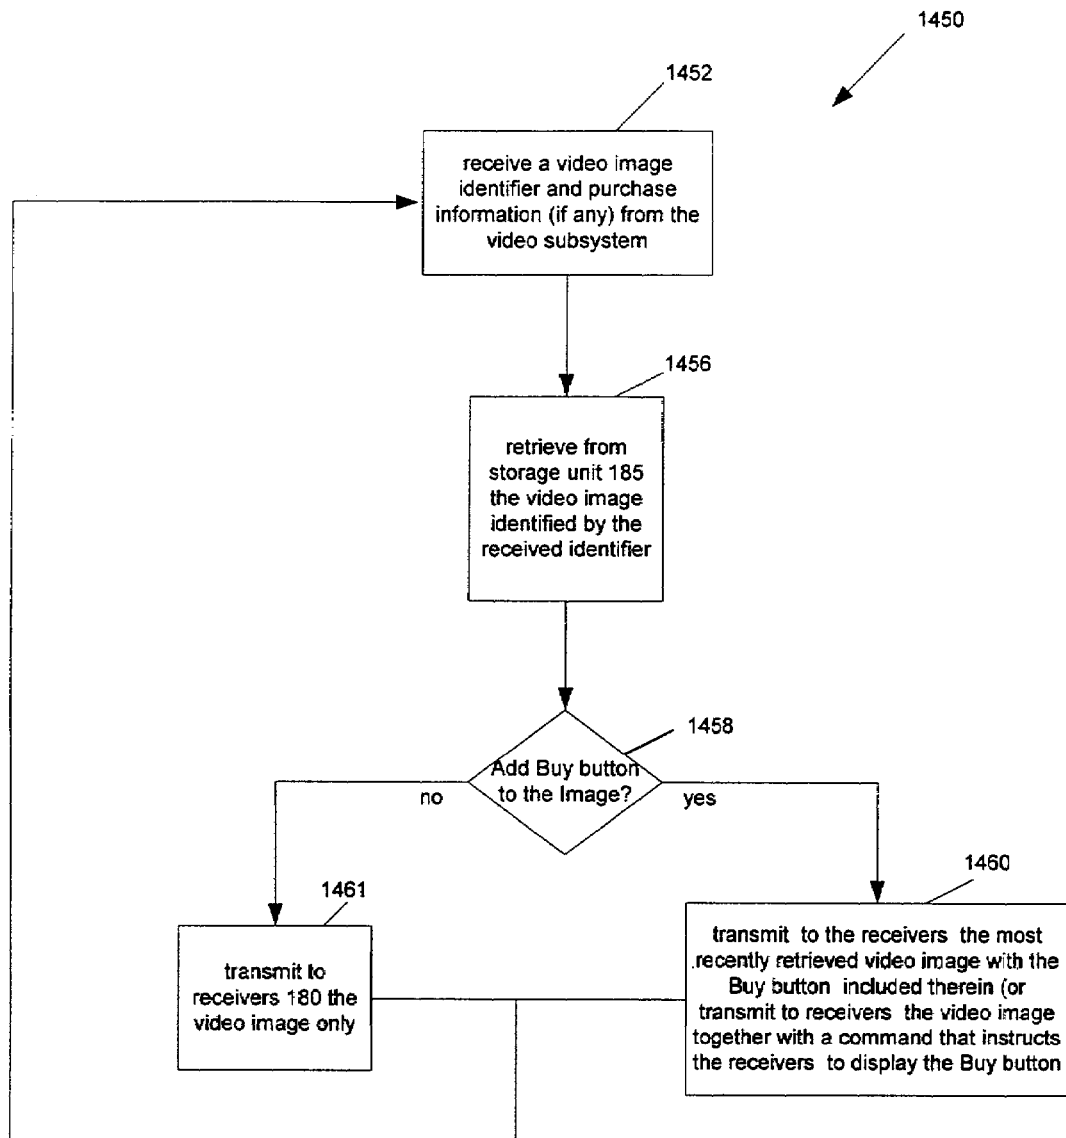 1450
1452
receive a video image
identifier and purchase
information (if any) from the
video subsystem
1456
retrieve from
storage unit 185
the video image
identified by the
received identifier
1458
Add Buy button
to the Image?
no
yes
1461
1460
transmit to
receivers 180 the
video image only
transmit to the receivers the most
recently retrieved video image with the
Buy button included therein (or
transmit to receivers the video image
together with a command that instructs
the receivers to display the Buy button